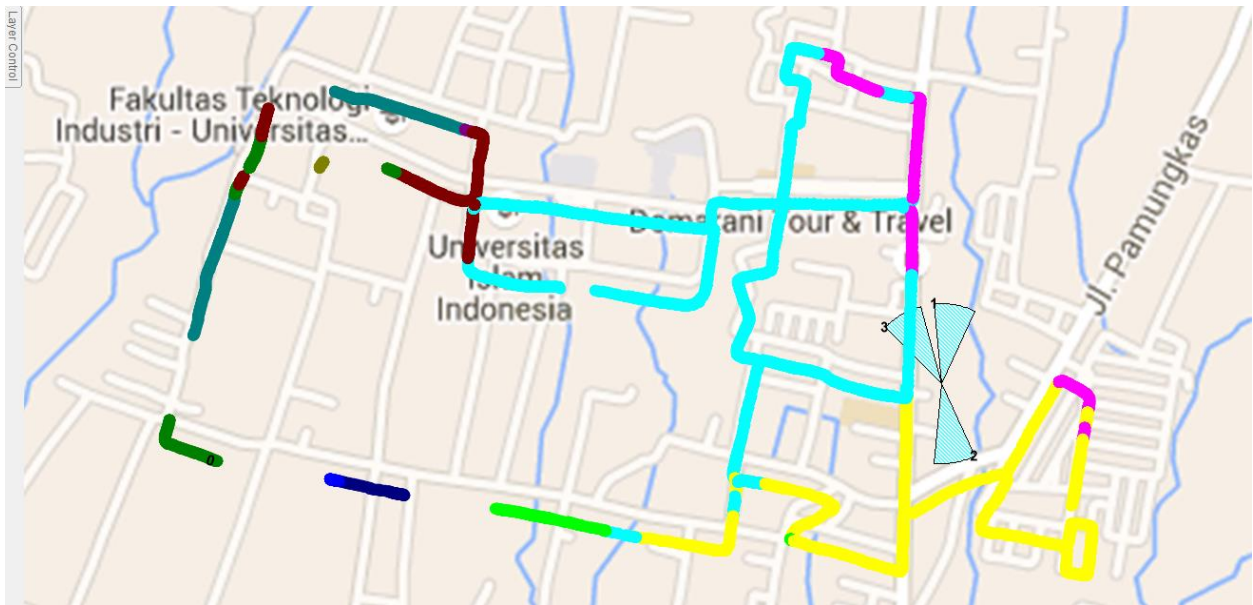 Layer Control
Fakultas Teknologi
Industri - Universitas...
Universitas
Islam
Indonesia
Tour & Travel
Jl. Pamungkas
1
3
2
0